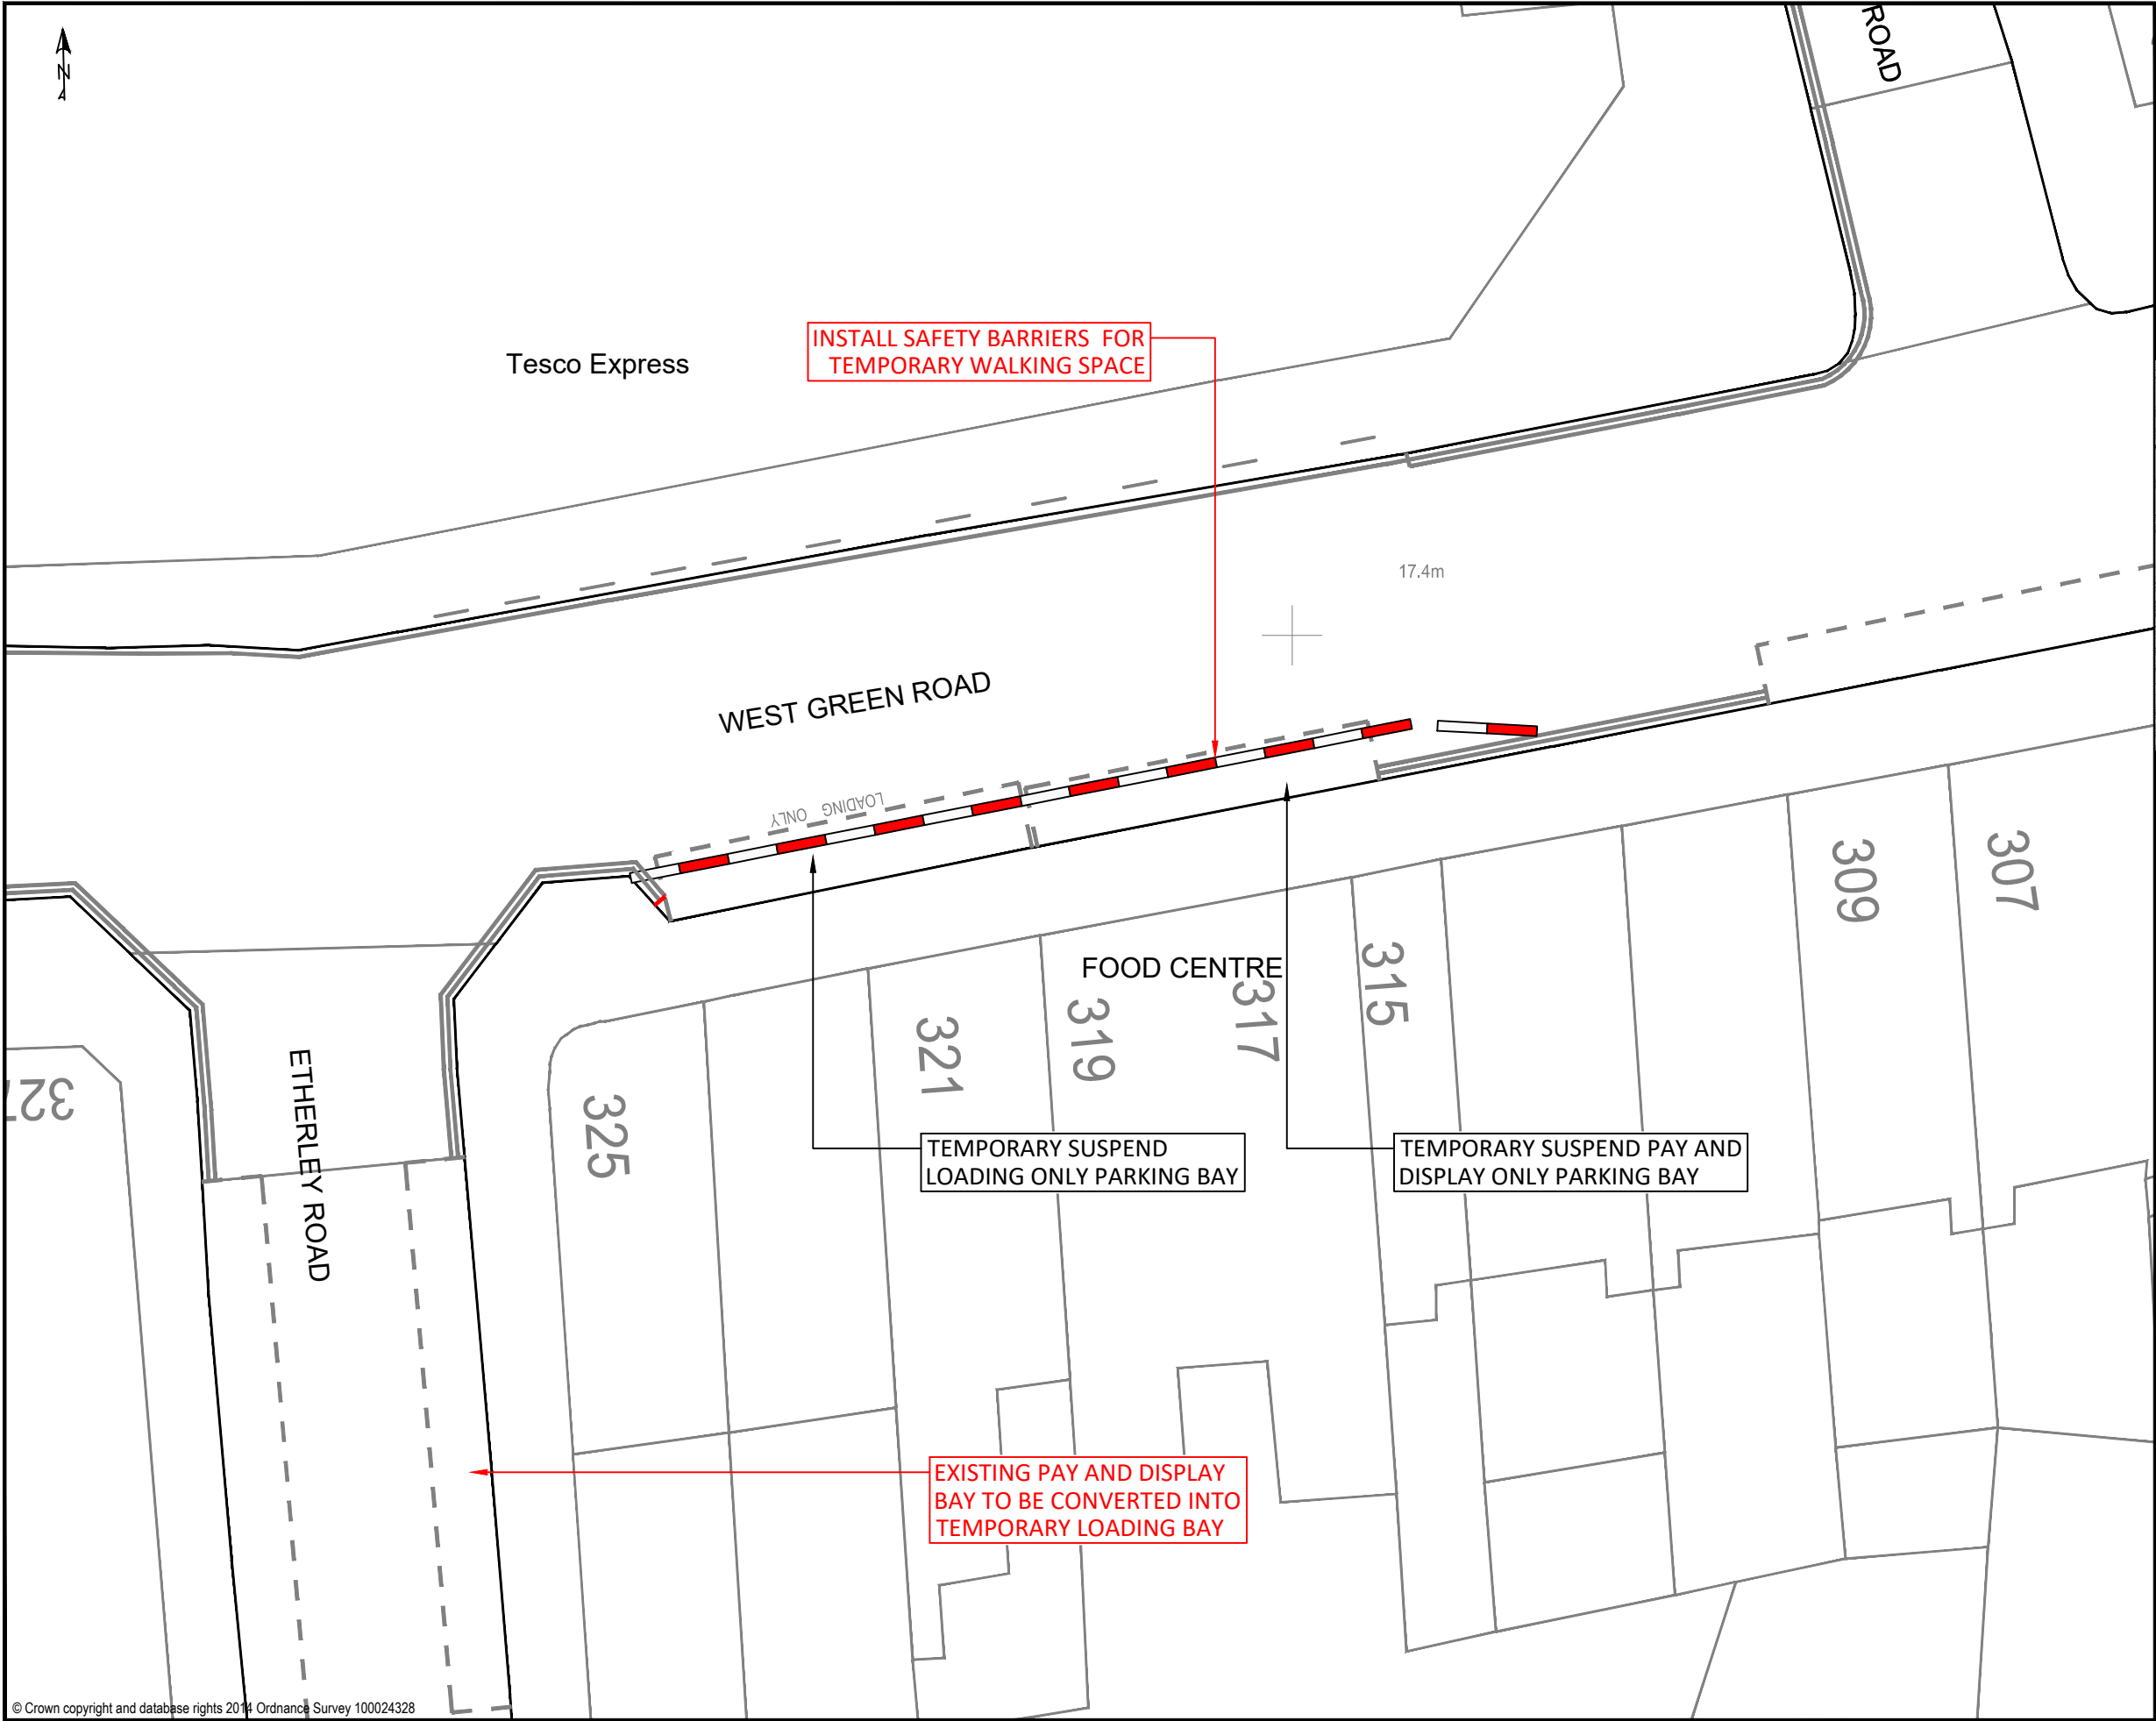 ROAD
N
INSTALL SAFETY BARRIERS FOR
TEMPORARY WALKING SPACE
Tesco Express
17.4m
WEST GREEN ROAD
LOADING ONLY
307
309
FOOD CENTRE
315
317
319
321
325
327
ETHERLEY ROAD
TEMPORARY SUSPEND
LOADING ONLY PARKING BAY
TEMPORARY SUSPEND PAY AND
DISPLAY ONLY PARKING BAY
EXISTING PAY AND DISPLAY
BAY TO BE CONVERTED INTO
TEMPORARY LOADING BAY
© Crown copyright and database rights 2014 Ordnance Survey 100024328